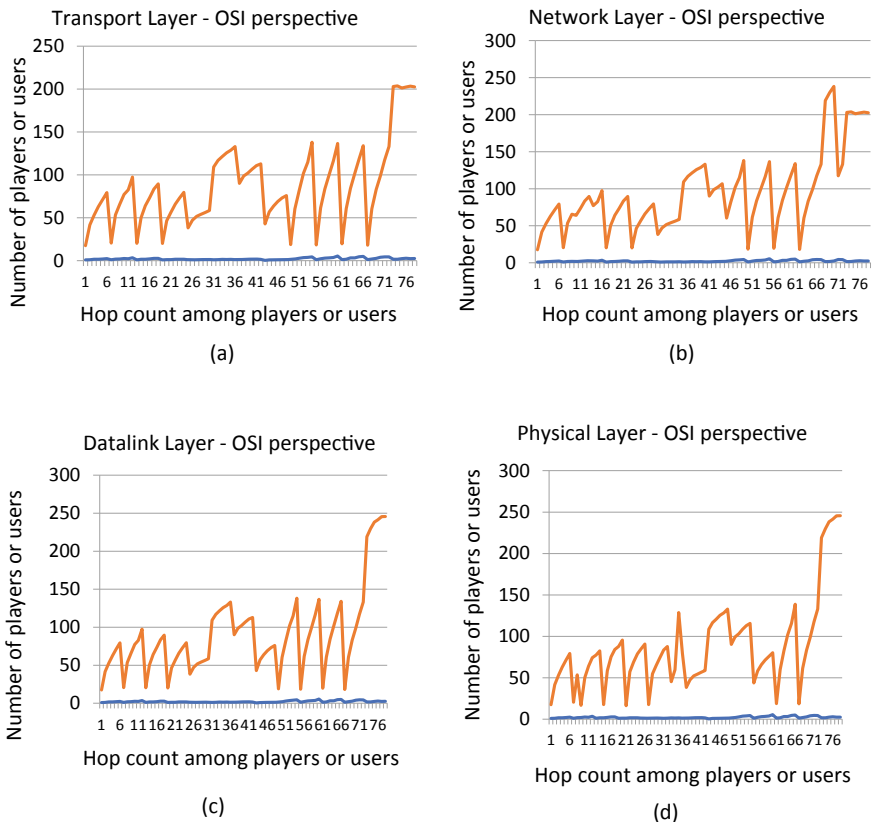 Transport Layer - OSI perspective
250
200
150
100
50
0
1 6 11 16 21 26 31 36 41 46 51 56 61 66 71 76
Number of players or users
Hop count among players or users
(a)
Network Layer - OSI perspective
300
250
200
150
100
50
0
1 6 11 16 21 26 31 36 41 46 51 56 61 66 71 76
Number of players or users
Hop count among players or users
(b)
Datalink Layer - OSI perspective
300
250
200
150
100
50
0
1 6 11 16 21 26 31 36 41 46 51 56 61 66 71 76
Number of players or users
Hop count among players or users
(c)
Physical Layer - OSI perspective
300
250
200
150
100
50
0
1 6 11 16 21 26 31 36 41 46 51 56 61 66 71 76
Number of players or users
Hop count among players or users
(d)